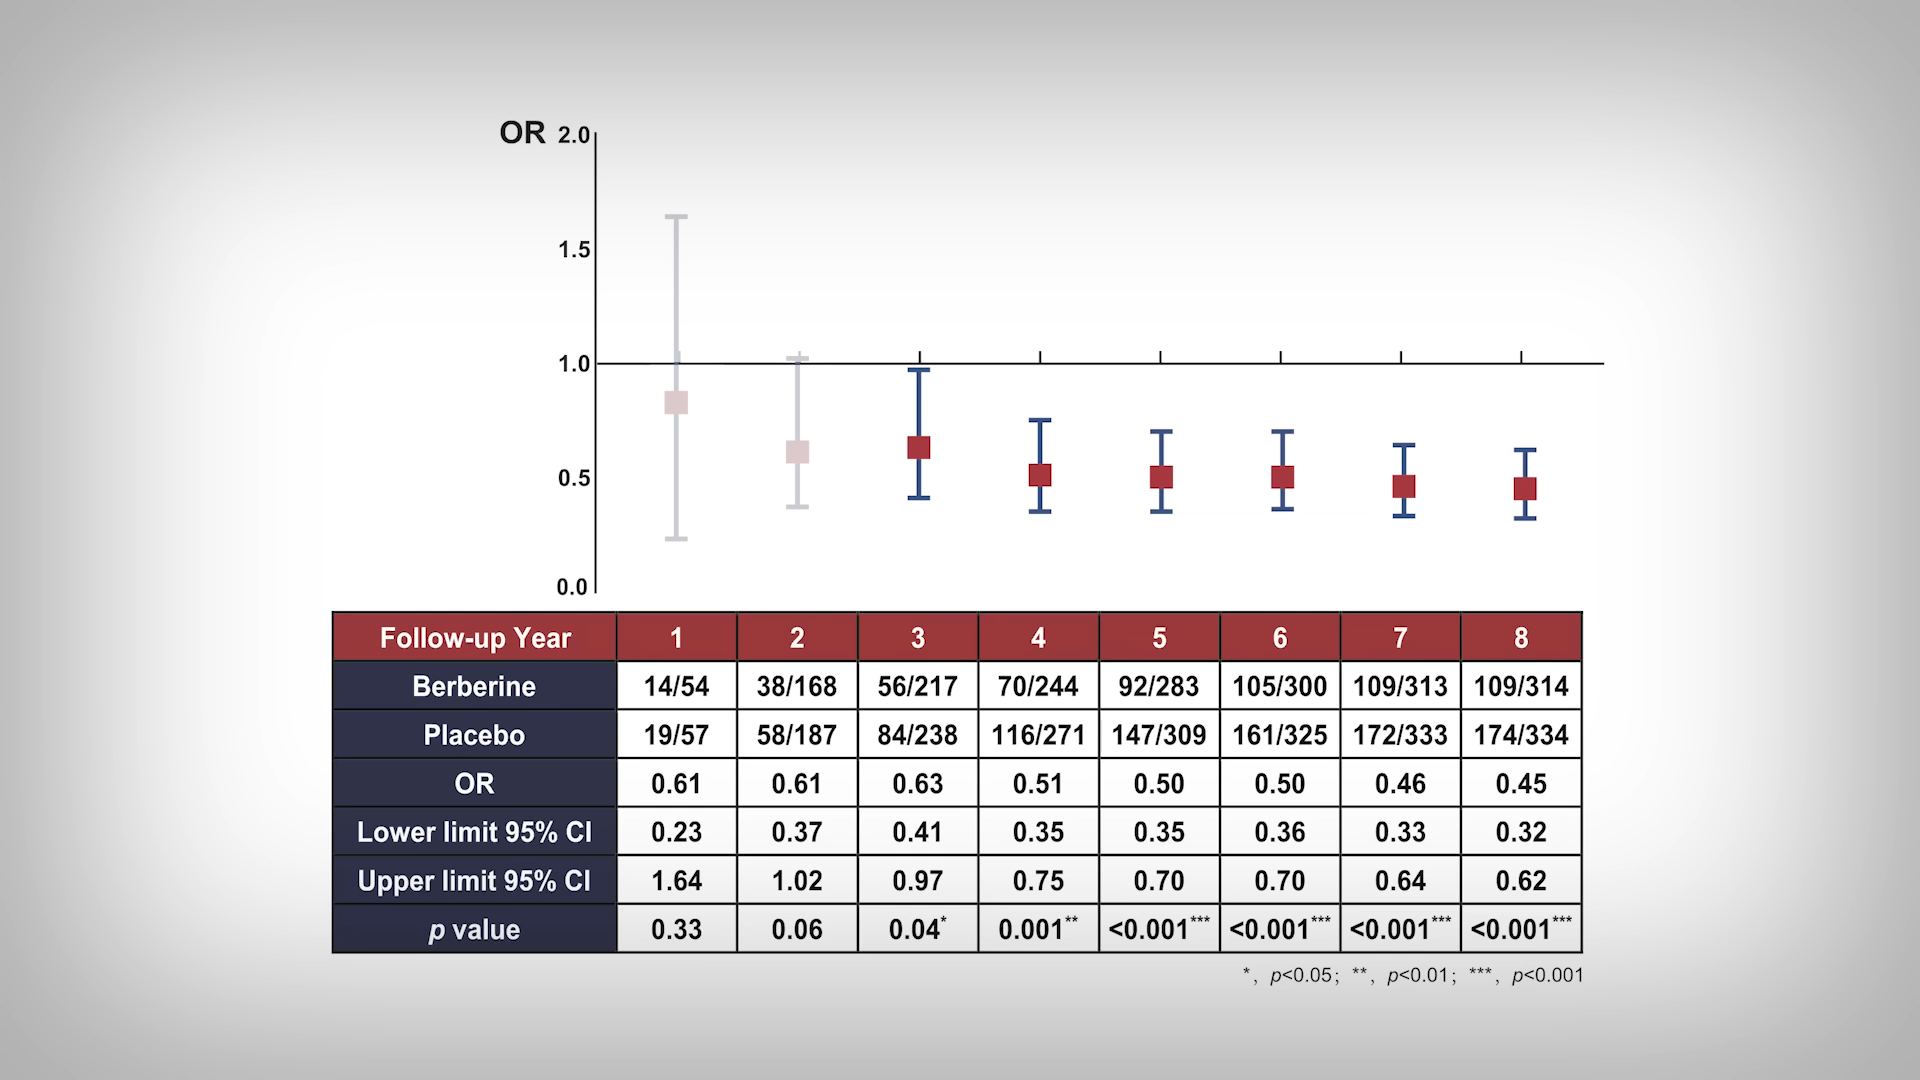 OR 2.0
1.5
1.0
0.5
0.0
Follow-up Year 1 2 3 4 5 6 7 8
Berberine 14/54 38/168 56/217 70/244 92/283 105/300 109/313 109/314
Placebo 19/57 58/187 84/238 116/271 147/309 161/325 172/333 174/334
OR 0.61 0.61 0.63 0.51 0.50 0.50 0.46 0.45
Lower limit 95% CI 0.23 0.37 0.41 0.35 0.35 0.36 0.33 0.32
Upper limit 95% CI 1.64 1.02 0.97 0.75 0.70 0.70 0.64 0.62
p value 0.33 0.06 0.04* 0.001** <0.001*** <0.001*** <0.001*** <0.001***
*, p<0.05; **, p<0.01; ***, p<0.001